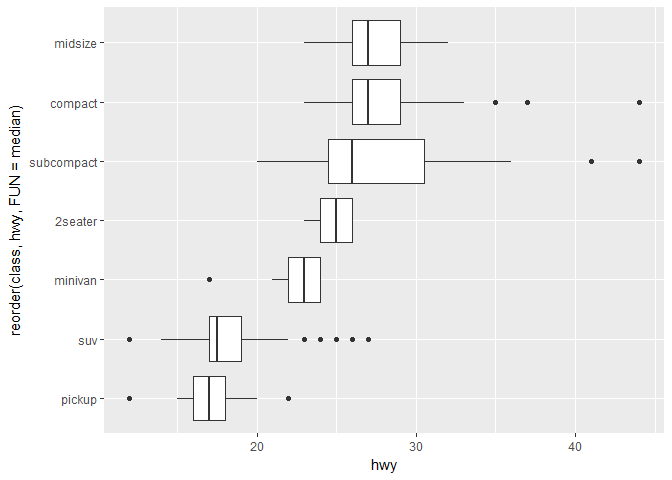 reorder(class, hwy, FUN = median)
midsize
compact
subcompact
2seater
minivan
suv
pickup
20 30 40
hwy